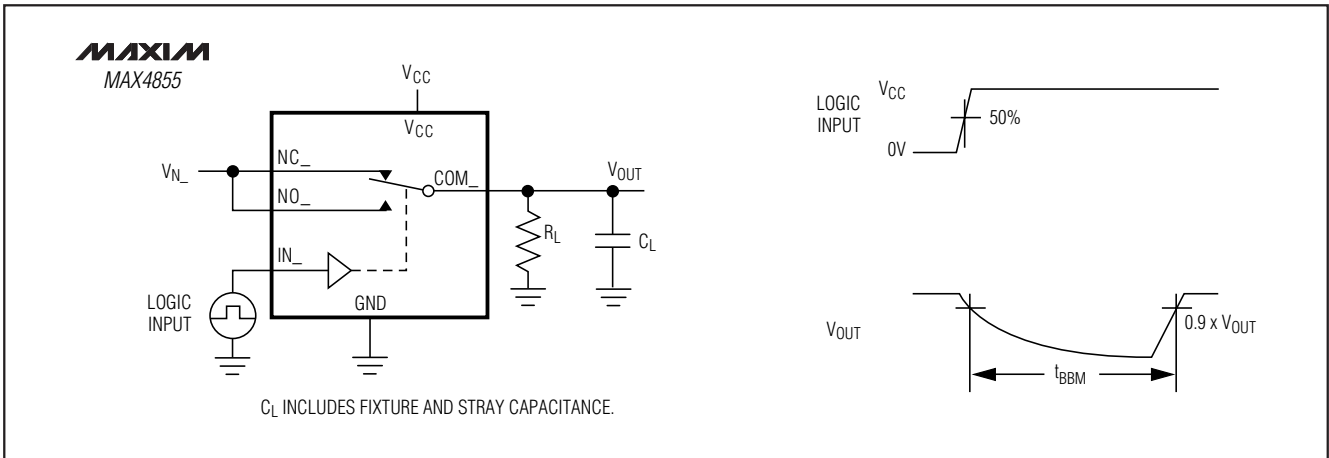 MAXIM
MAX4855
VCC
VCC
VN_
NC_
NO_
COM_
VOUT
RL
CL
IN_
LOGIC
INPUT
GND
CL INCLUDES FIXTURE AND STRAY CAPACITANCE.
LOGIC
INPUT
VCC
50%
0V
VOUT
0.9 x VOUT
tBBM